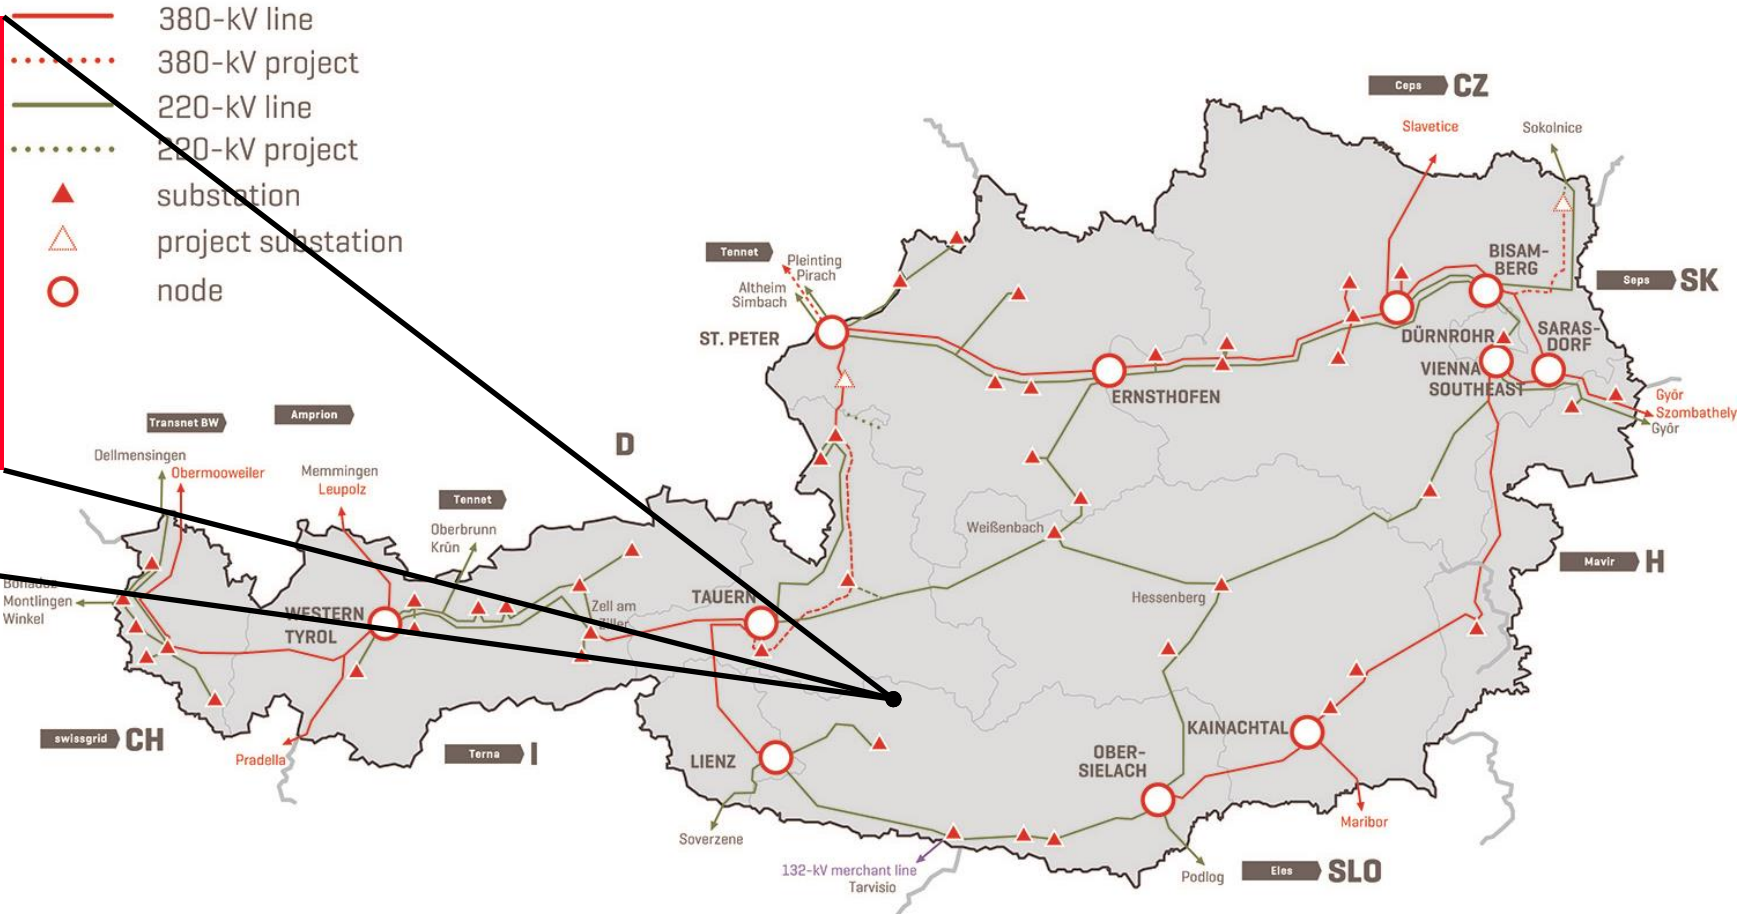 380-kV line
380-kV project
220-kV line
220-kV project
substation
project substation
node
Ceps CZ
Slavetice
Sokolnice
BISAM-
BERG
Seps SK
Tennet
Pleinting
Pirach
Altheim
Simbach
ST. PETER
DÜRNROHR
SARAS-
DORF
VIENNA
SOUTHEAST
ERNSTHOFEN
Györ
Szombathely
Györ
Transnet BW
Amprion
D
Dellmensingen
Obermooweiler
Memmingen
Leupolz
Tennet
Oberbrunn
Krün
Weißenbach
Mavir H
Montlingen
Winkel
WESTERN
TYROL
Zell am
Ziller
TAUERN
Hessenberg
swissgrid CH
Pradella
Terna I
LIENZ
KAINACHTAL
OBER-
SIELACH
Soverzene
Maribor
132-kV merchant line
Tarvisio
Podlog
Eles SLO